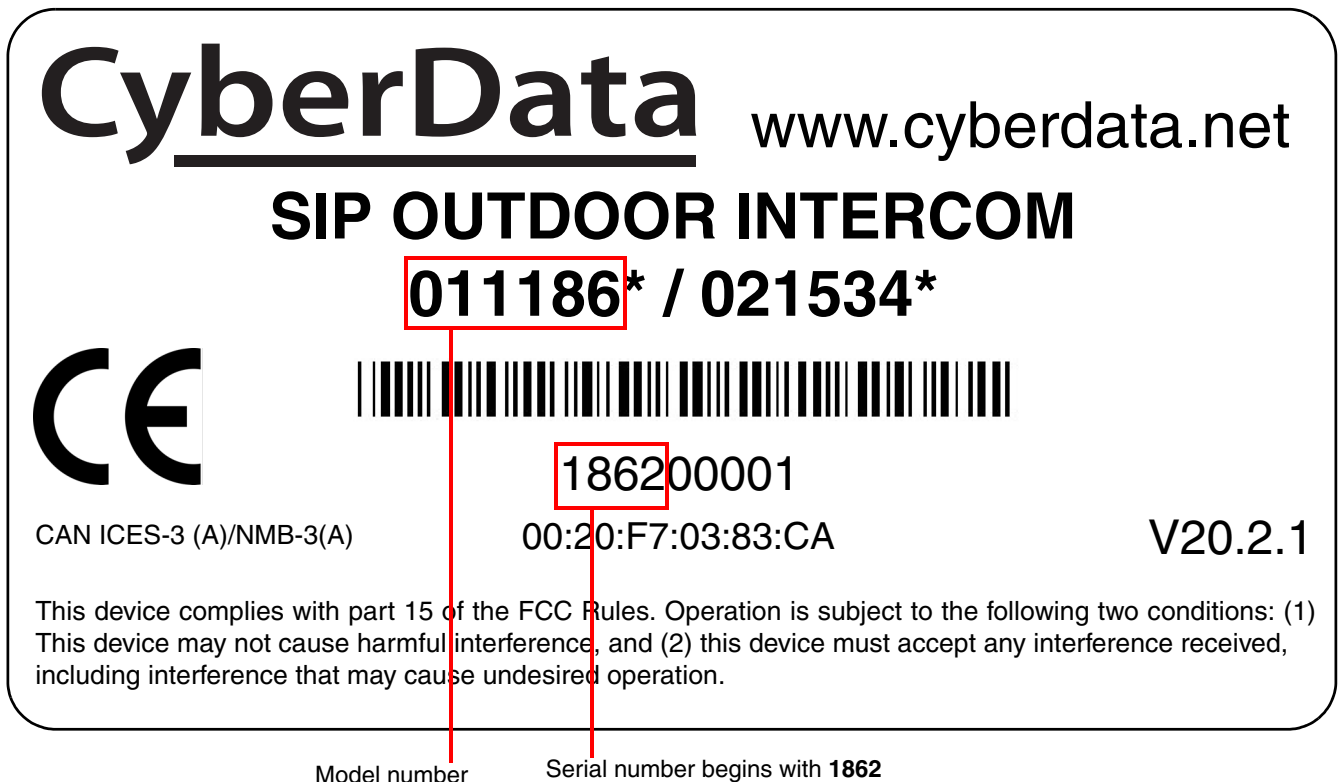 CyberData www.cyberdata.net
SIP OUTDOOR INTERCOM
011186* / 021534*
186200001
CAN ICES-3 (A)/NMB-3(A) 00:20:F7:03:83:CA V20.2.1
This device complies with part 15 of the FCC Rules. Operation is subject to the following two conditions: (1)
This device may not cause harmful interference, and (2) this device must accept any interference received,
including interference that may cause undesired operation.
Model number Serial number begins with 1862